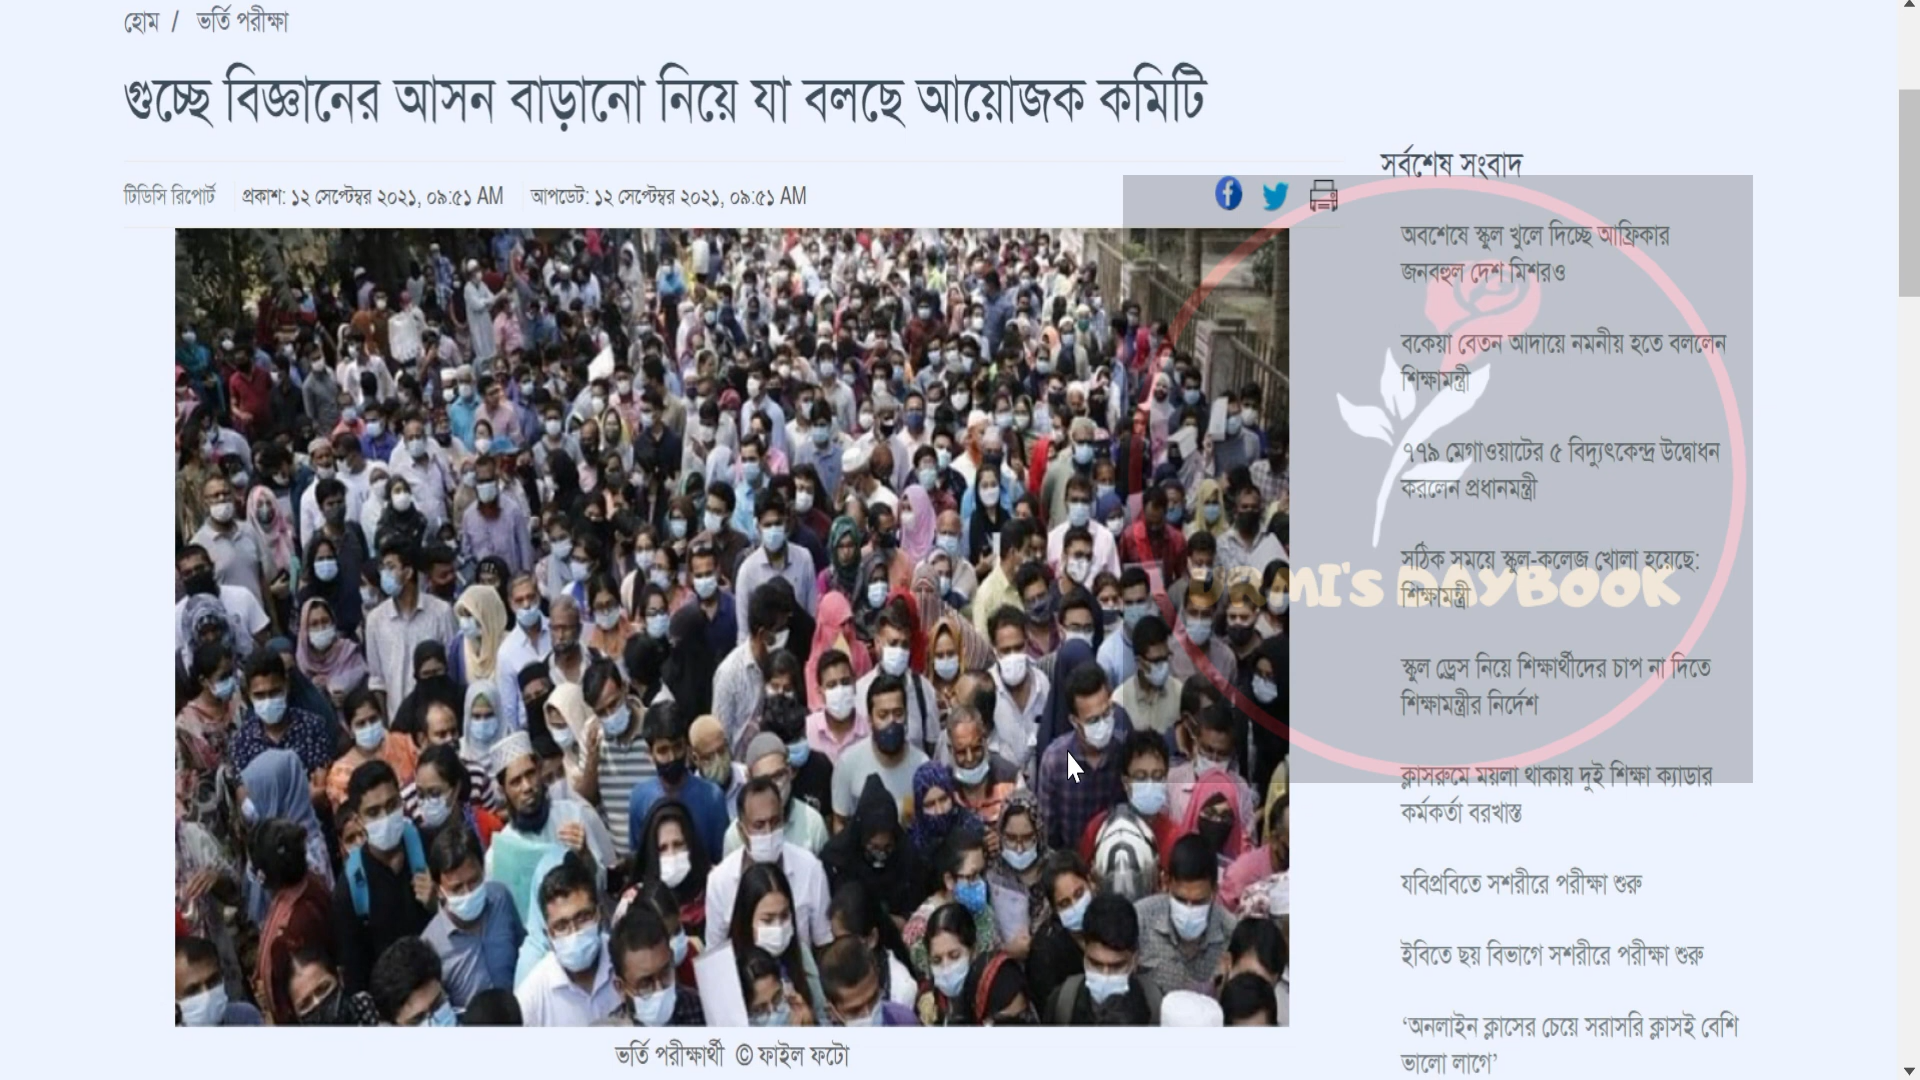 হোম / ভর্তি পরীক্ষা
গুচ্ছে বিজ্ঞানের আসন বাড়ানো নিয়ে যা বলছে আয়োজক কমিটি
টিডিসি রিপোর্ট প্রকাশ: ১২ সেপ্টেম্বর ২০২১, ০৯:৫১ AM আপডেট: ১২ সেপ্টেম্বর ২০২১, ০৯:৫১ AM
ভর্তি পরীক্ষার্থী © ফাইল ফটো
সর্বশেষ সংবাদ
অবশেষে স্কুল খুলে দিচ্ছে আফ্রিকার
জনবহুল দেশ মিশরও
বকেয়া বেতন আদায়ে নমনীয় হতে বললেন
শিক্ষামন্ত্রী
৭৭৯ মেগাওয়াটের ৫ বিদ্যুৎকেন্দ্র উদ্বোধন
করলেন প্রধানমন্ত্রী
সঠিক সময়ে স্কুল-কলেজ খোলা হয়েছে:
শিক্ষামন্ত্রী
URMI'S DAYBOOK
স্কুল ড্রেস নিয়ে শিক্ষার্থীদের চাপ না দিতে
শিক্ষামন্ত্রীর নির্দেশ
ক্লাসরুমে ময়লা থাকায় দুই শিক্ষা ক্যাডার
কর্মকর্তা বরখাস্ত
যবিপ্রবিতে সশরীরে পরীক্ষা শুরু
ইবিতে ছয় বিভাগে সশরীরে পরীক্ষা শুরু
‘অনলাইন ক্লাসের চেয়ে সরাসরি ক্লাসই বেশি
ভালো লাগে’